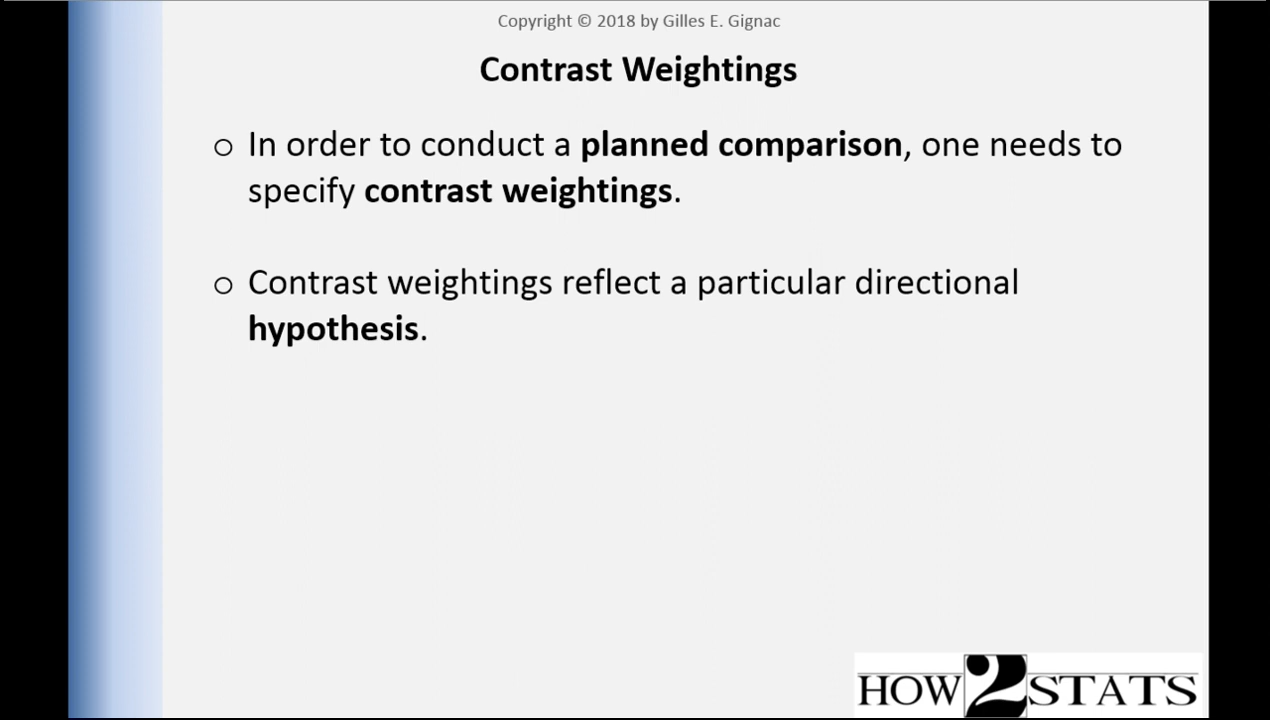 Copyright © 2018 by Gilles E. Gignac
Contrast Weightings
o In order to conduct a planned comparison, one needs to
specify contrast weightings.
o Contrast weightings reflect a particular directional
hypothesis.
HOW2STATS